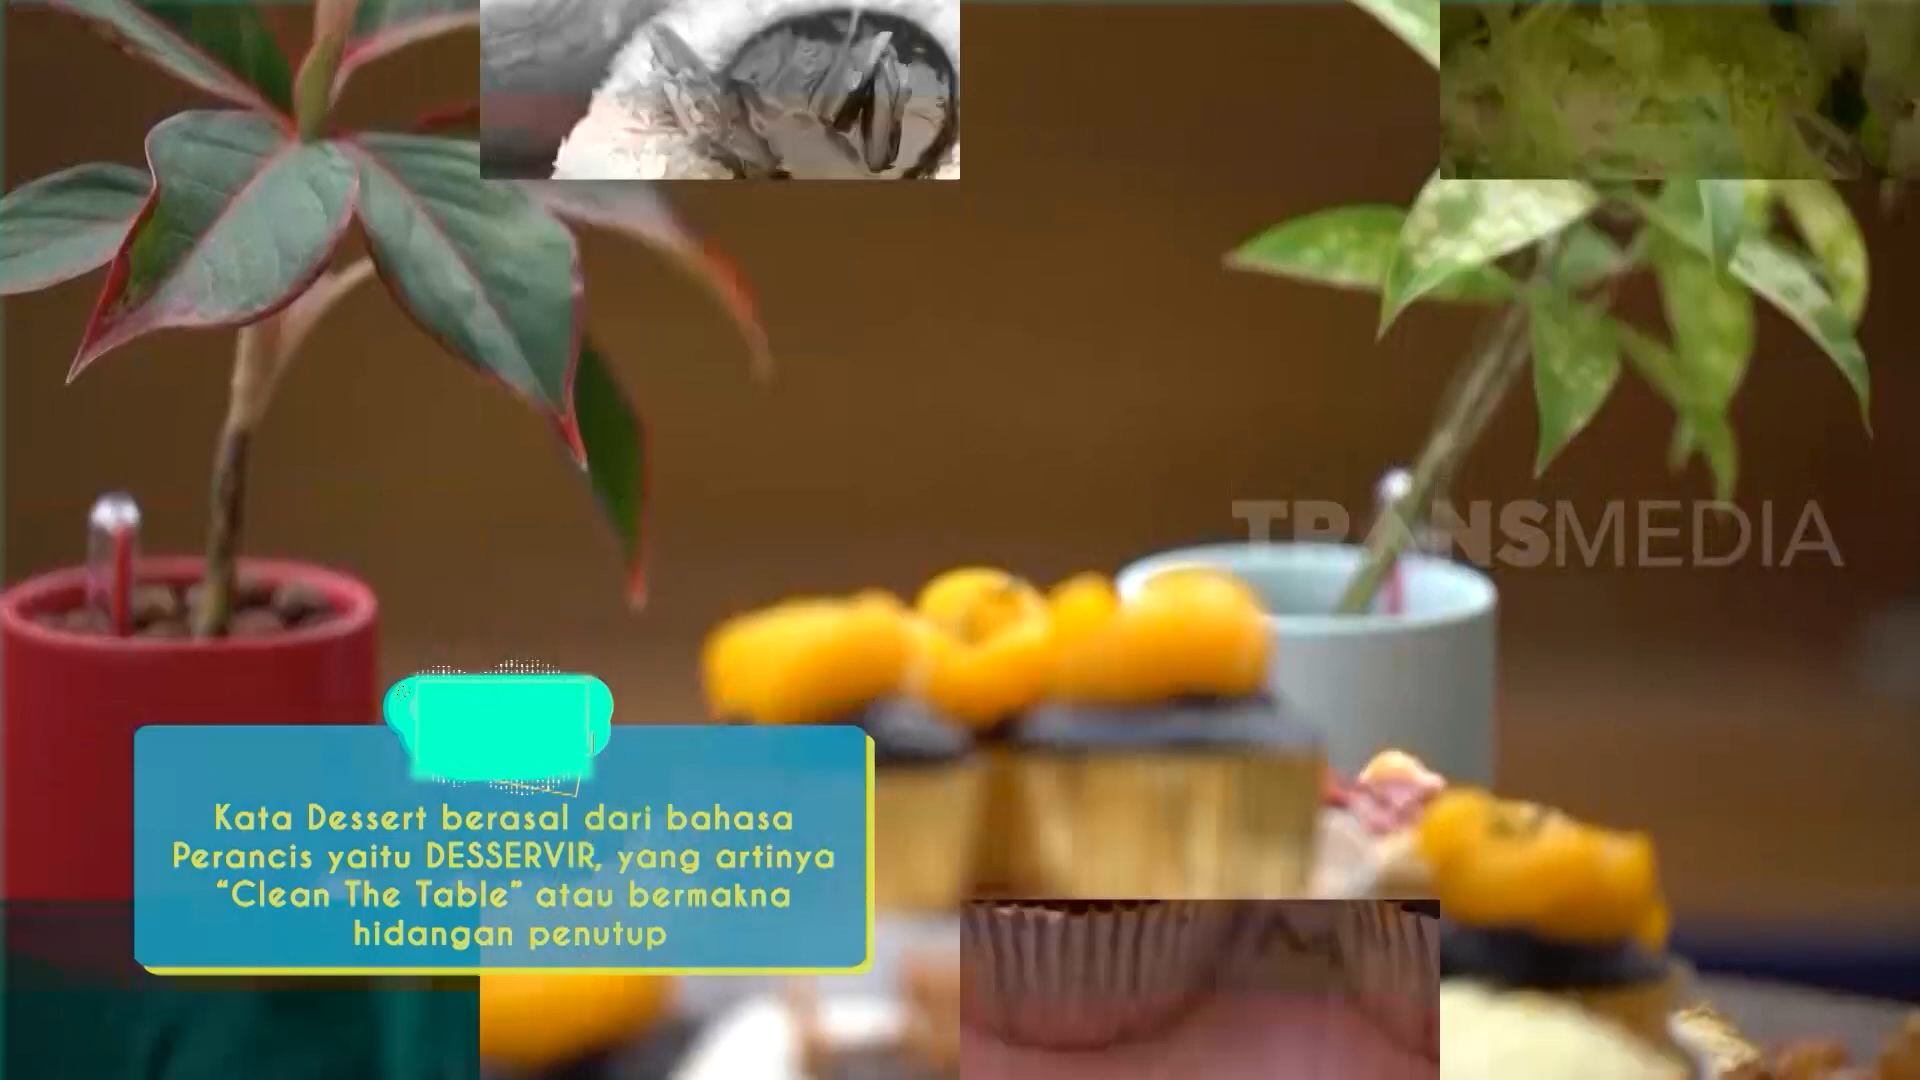 TRANSMEDIA
Kata Dessert berasal dari bahasa
Perancis yaitu DESSERVIR, yang artinya
“Clean The Table” atau bermakna
hidangan penutup